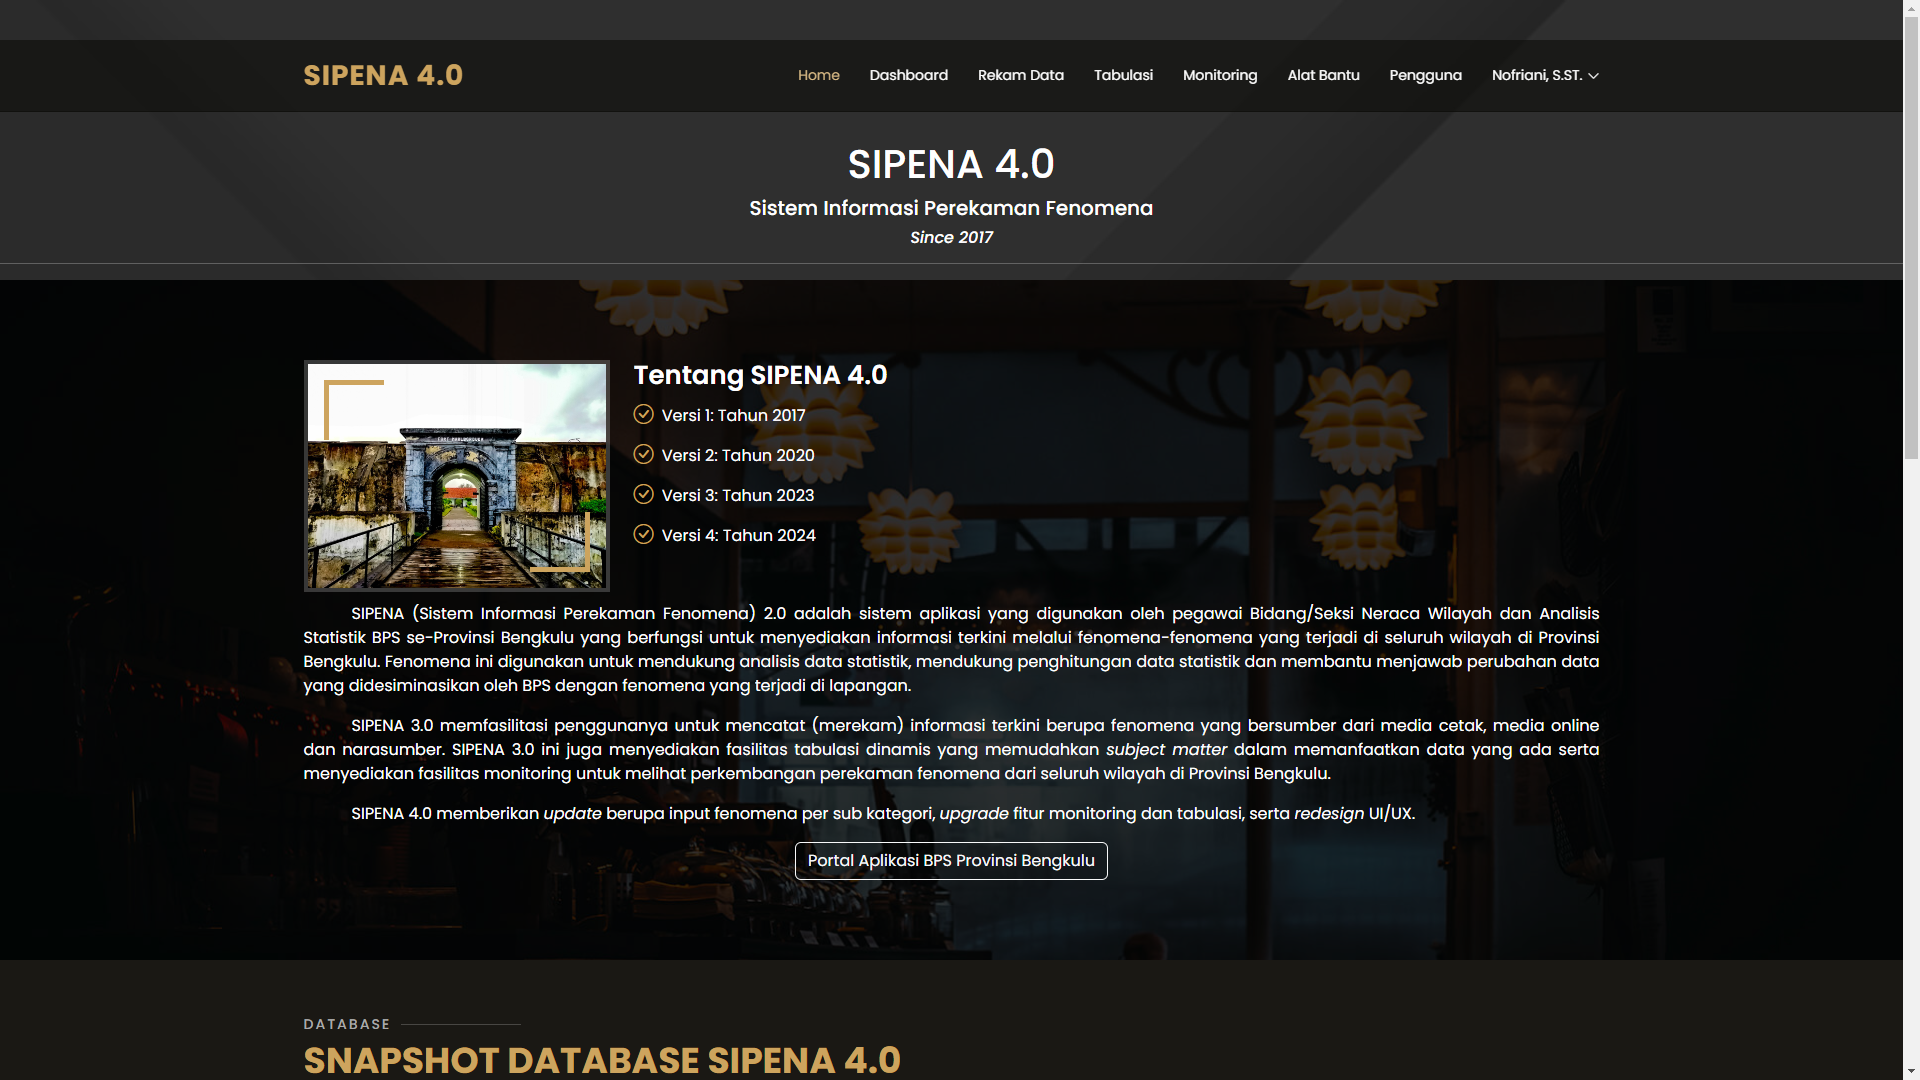 SIPENA 4.0
Home Dashboard Rekam Data Tabulasi Monitoring Alat Bantu Pengguna Nofriani, S.ST.
SIPENA 4.0
Sistem Informasi Perekaman Fenomena
Since 2017
FORT MARLBOROUGH
Tentang SIPENA 4.0
Versi 1: Tahun 2017
Versi 2: Tahun 2020
Versi 3: Tahun 2023
Versi 4: Tahun 2024
SIPENA (Sistem Informasi Perekaman Fenomena) 2.0 adalah sistem aplikasi yang digunakan oleh pegawai Bidang/Seksi Neraca Wilayah dan Analisis
Statistik BPS se-Provinsi Bengkulu yang berfungsi untuk menyediakan informasi terkini melalui fenomena-fenomena yang terjadi di seluruh wilayah di Provinsi
Bengkulu. Fenomena ini digunakan untuk mendukung analisis data statistik, mendukung penghitungan data statistik dan membantu menjawab perubahan data
yang didesiminasikan oleh BPS dengan fenomena yang terjadi di lapangan.
SIPENA 3.0 memfasilitasi penggunanya untuk mencatat (merekam) informasi terkini berupa fenomena yang bersumber dari media cetak, media online
dan narasumber. SIPENA 3.0 ini juga menyediakan fasilitas tabulasi dinamis yang memudahkan subject matter dalam memanfaatkan data yang ada serta
menyediakan fasilitas monitoring untuk melihat perkembangan perekaman fenomena dari seluruh wilayah di Provinsi Bengkulu.
SIPENA 4.0 memberikan update berupa input fenomena per sub kategori, upgrade fitur monitoring dan tabulasi, serta redesign UI/UX.
Portal Aplikasi BPS Provinsi Bengkulu
DATABASE
SNAPSHOT DATABASE SIPENA 4.0